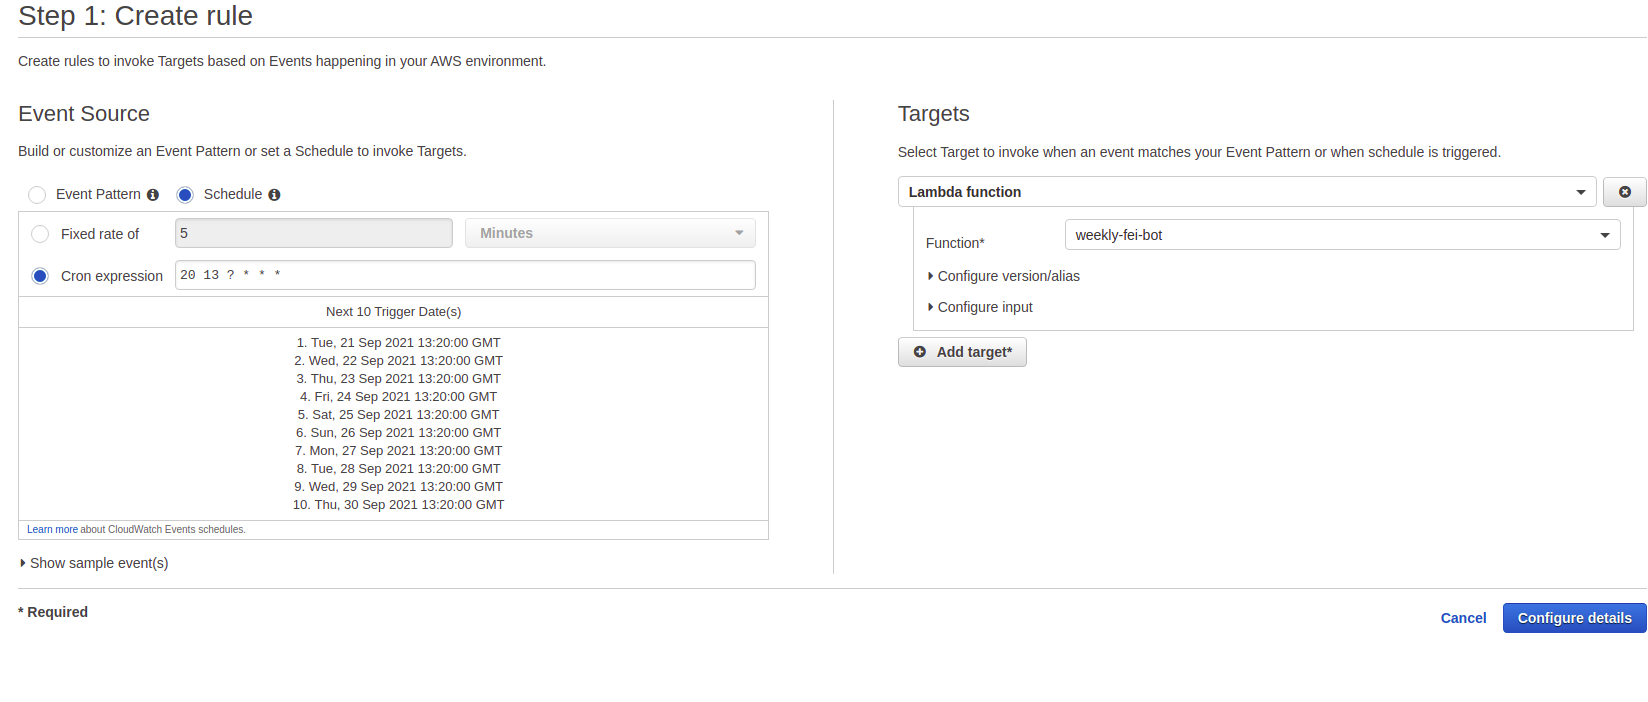 Step 1: Create rule
Create rules to invoke Targets based on Events happening in your AWS environment.
Event Source
Build or customize an Event Pattern or set a Schedule to invoke Targets.
Event Pattern Schedule
Fixed rate of 5 Minutes
Cron expression 20 13 ? * * *
Next 10 Trigger Date(s)
1. Tue, 21 Sep 2021 13:20:00 GMT
2. Wed, 22 Sep 2021 13:20:00 GMT
3. Thu, 23 Sep 2021 13:20:00 GMT
4. Fri, 24 Sep 2021 13:20:00 GMT
5. Sat, 25 Sep 2021 13:20:00 GMT
6. Sun, 26 Sep 2021 13:20:00 GMT
7. Mon, 27 Sep 2021 13:20:00 GMT
8. Tue, 28 Sep 2021 13:20:00 GMT
9. Wed, 29 Sep 2021 13:20:00 GMT
10. Thu, 30 Sep 2021 13:20:00 GMT
Learn more about CloudWatch Events schedules.
Show sample event(s)
Targets
Select Target to invoke when an event matches your Event Pattern or when schedule is triggered.
Lambda function
Function* weekly-fei-bot
Configure version/alias
Configure input
Add target*
* Required
Cancel Configure details